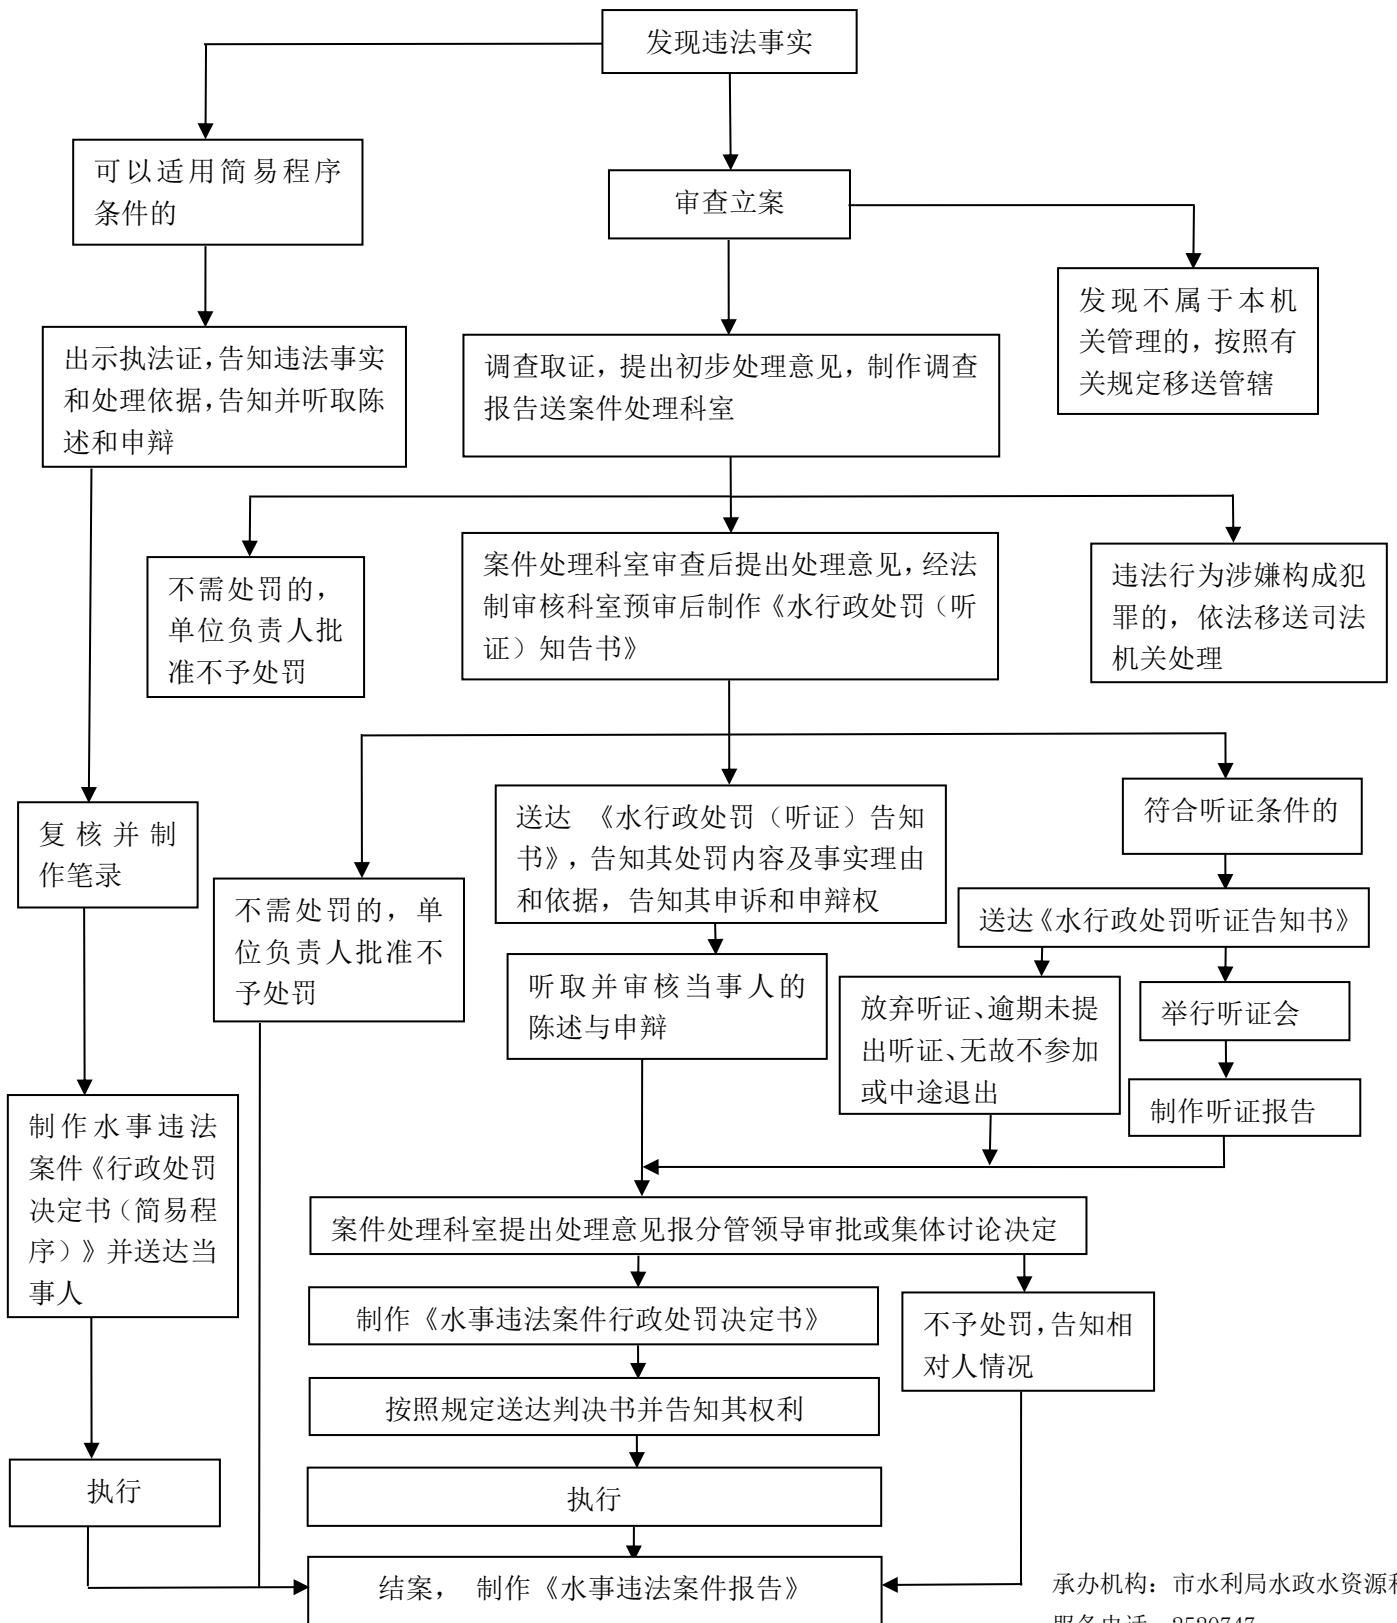 发现违法事实
可以适用简易程序
条件的
审查立案
发现不属于本机
关管理的，按照有
关规定移送管辖
出示执法证，告知违法事实
和处理依据，告知并听取陈
述和申辩
调查取证，提出初步处理意见，制作调查
报告送案件处理科室
不需处罚的，
单位负责人批
准不予处罚
案件处理科室审查后提出处理意见，经法
制审核科室预审后制作《水行政处罚（听
证）知告书》
违法行为涉嫌构成犯
罪的，依法移送司法
机关处理
复核并制
作笔录
不需处罚的，单
位负责人批准不
予处罚
送达 《水行政处罚（听证）告知
书》，告知其处罚内容及事实理由
和依据，告知其申诉和申辩权
符合听证条件的
送达《水行政处罚听证告知书》
听取并审核当事人的
陈述与申辩
放弃听证、逾期未提
出听证、无故不参加
或中途退出
举行听证会
制作听证报告
制作水事违法
案件《行政处罚
决定书（简易程
序）》并送达当
事人
案件处理科室提出处理意见报分管领导审批或集体讨论决定
制作《水事违法案件行政处罚决定书》
不予处罚，告知相
对人情况
按照规定送达判决书并告知其权利
执行
执行
结案， 制作《水事违法案件报告》
承办机构：市水利局水政水资源科